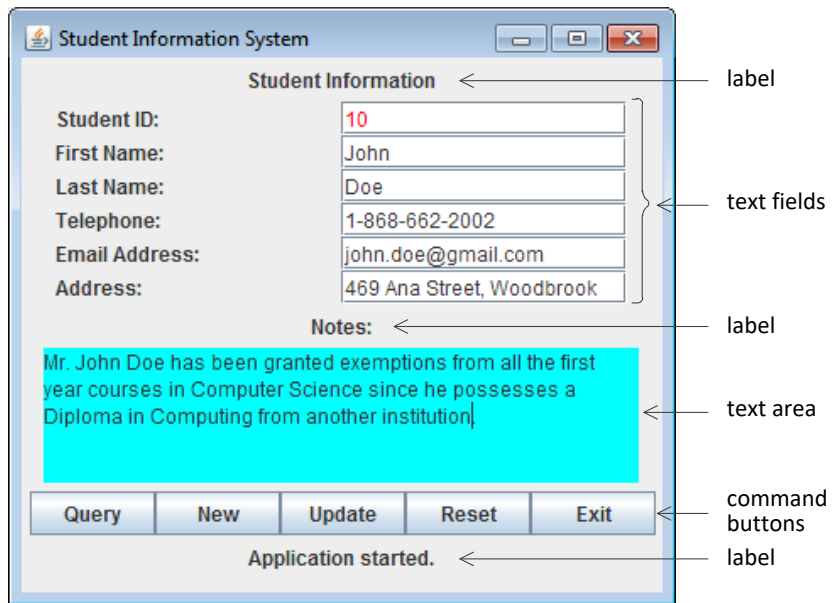 Student Information System
Student Information
label
Student ID:
10
First Name:
John
Last Name:
Doe
Telephone:
1-868-662-2002
text fields
Email Address:
john.doe@gmail.com
Address:
469 Ana Street, Woodbrook
Notes:
label
Mr. John Doe has been granted exemptions from all the first
year courses in Computer Science since he possesses a
Diploma in Computing from another institution.
text area
Query
New
Update
Reset
Exit
command
buttons
Application started.
label